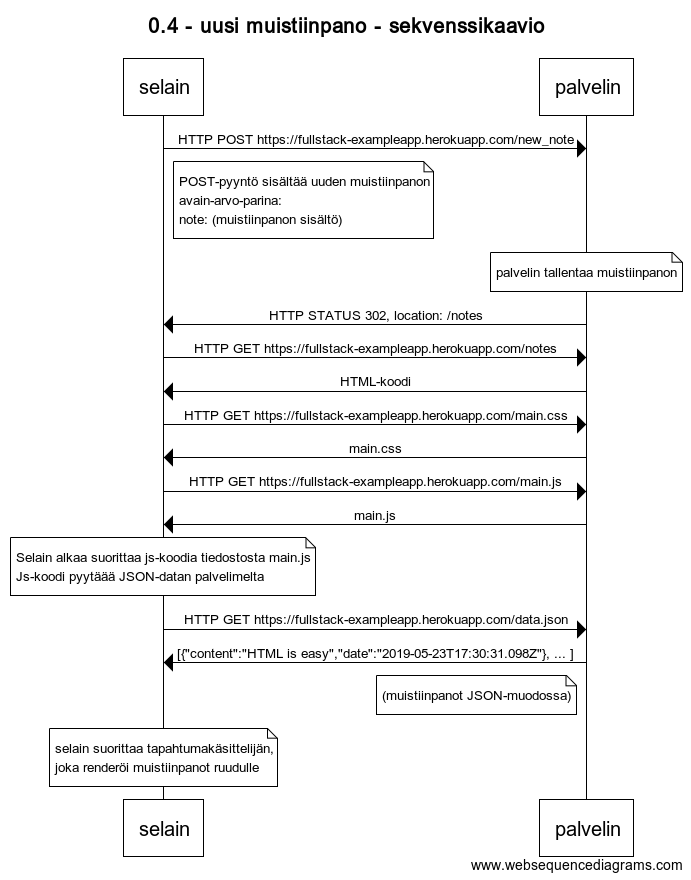 0.4 - uusi muistiinpano - sekvenssikaavio
selain
palvelin
HTTP POST https://fullstack-exampleapp.herokuapp.com/new_note
POST-pyyntö sisältää uuden muistiinpanon
avain-arvo-parina:
note: (muistiinpanon sisältö)
palvelin tallentaa muistiinpanon
HTTP STATUS 302, location: /notes
HTTP GET https://fullstack-exampleapp.herokuapp.com/notes
HTML-koodi
HTTP GET https://fullstack-exampleapp.herokuapp.com/main.css
main.css
HTTP GET https://fullstack-exampleapp.herokuapp.com/main.js
main.js
Selain alkaa suorittaa js-koodia tiedostosta main.js
Js-koodi pyytäää JSON-datan palvelimelta
HTTP GET https://fullstack-exampleapp.herokuapp.com/data.json
[{"content":"HTML is easy","date":"2019-05-23T17:30:31.098Z"}, ... ]
(muistiinpanot JSON-muodossa)
selain suorittaa tapahtumakäsittelijän,
joka renderöi muistiinpanot ruudulle
selain
palvelin
www.websequencediagrams.com